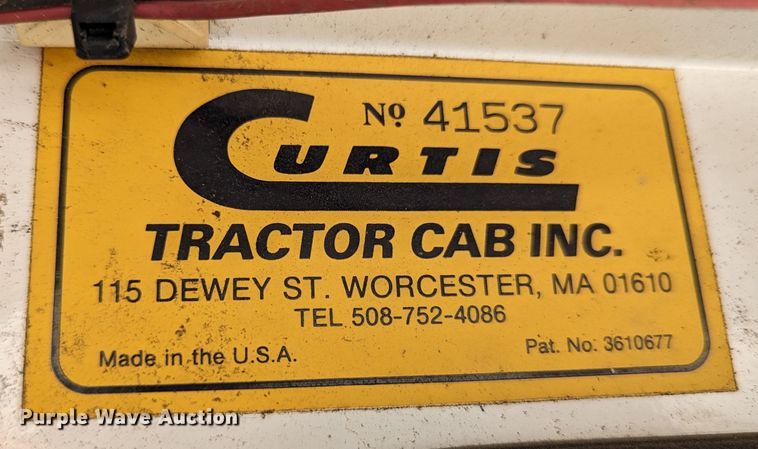 Nº 41537
CURTIS
TRACTOR CAB INC.
115 DEWEY ST. WORCESTER, MA 01610
TEL 508-752-4086
Made in the U.S.A. Pat. No. 3610677
Purple Wave Auction